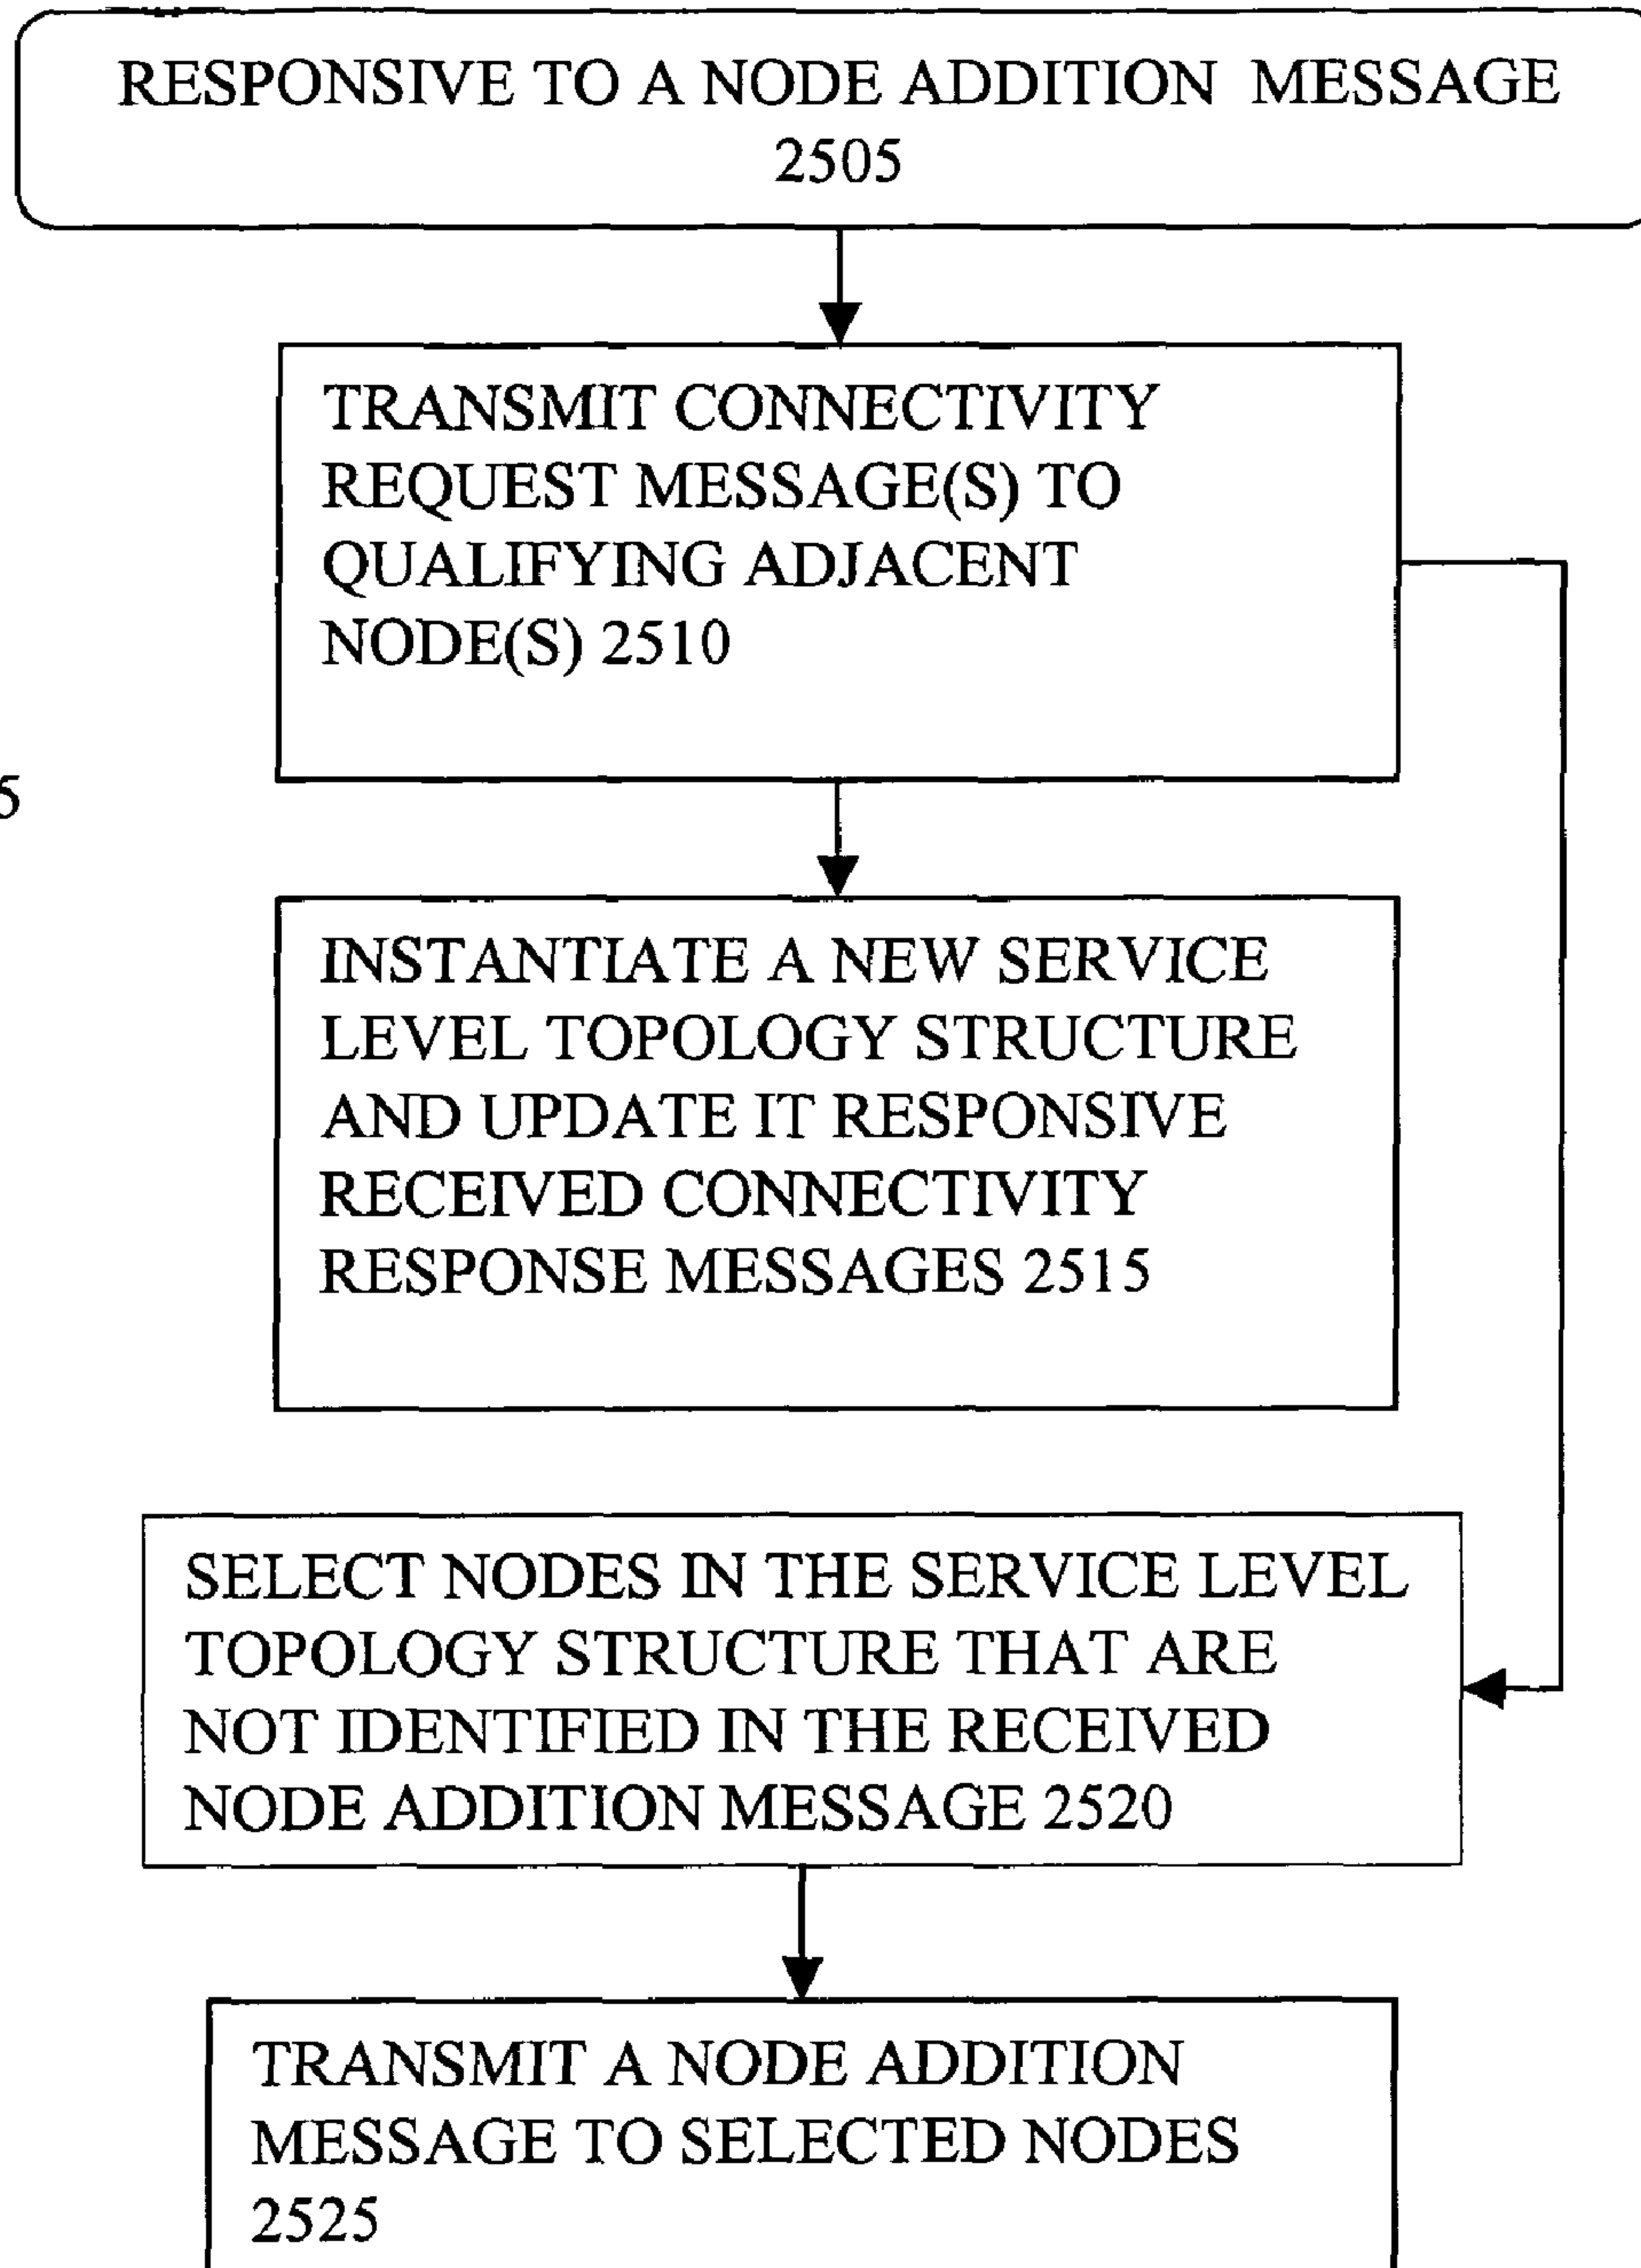 RESPONSIVE TO A NODE ADDITION MESSAGE
2505
TRANSMIT CONNECTIVITY
REQUEST MESSAGE(S) TO
QUALIFYING ADJACENT
NODE(S) 2510
5
INSTANTIATE A NEW SERVICE
LEVEL TOPOLOGY STRUCTURE
AND UPDATE IT RESPONSIVE
RECEIVED CONNECTIVITY
RESPONSE MESSAGES 2515
SELECT NODES IN THE SERVICE LEVEL
TOPOLOGY STRUCTURE THAT ARE
NOT IDENTIFIED IN THE RECEIVED
NODE ADDITION MESSAGE 2520
TRANSMIT A NODE ADDITION
MESSAGE TO SELECTED NODES
2525